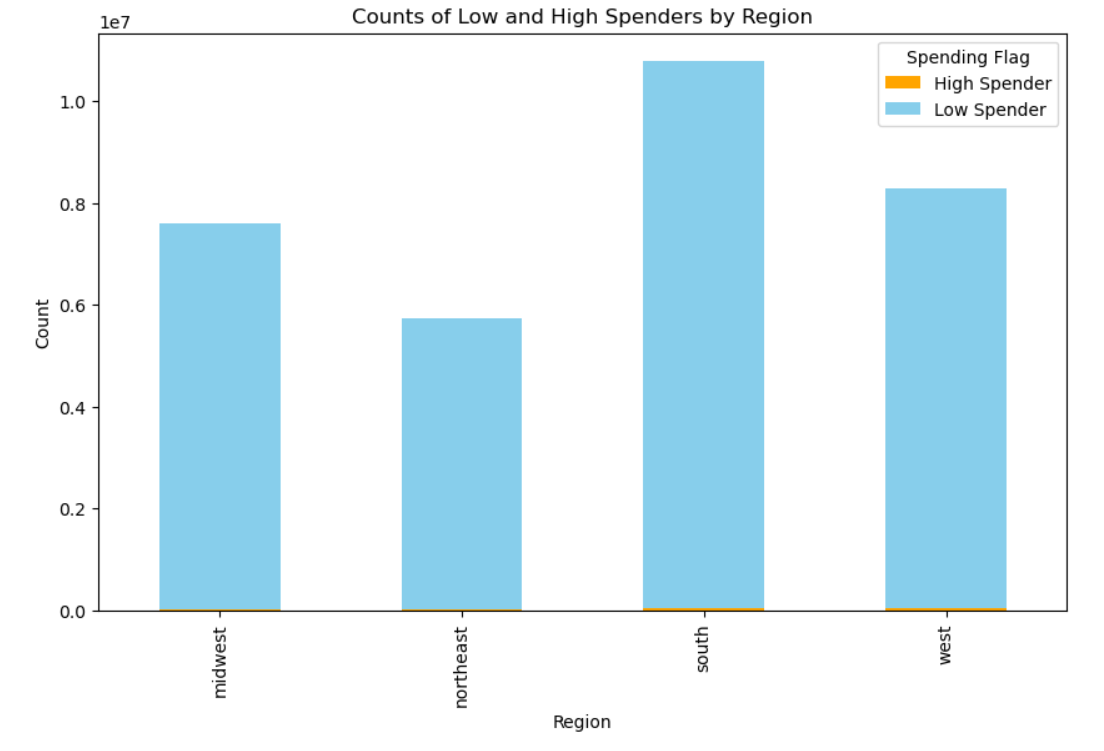 Counts of Low and High Spenders by Region
1e7
Spending Flag
High Spender
Low Spender
1.0
0.8
0.6
0.4
0.2
0.0
Count
midwest
northeast
south
west
Region